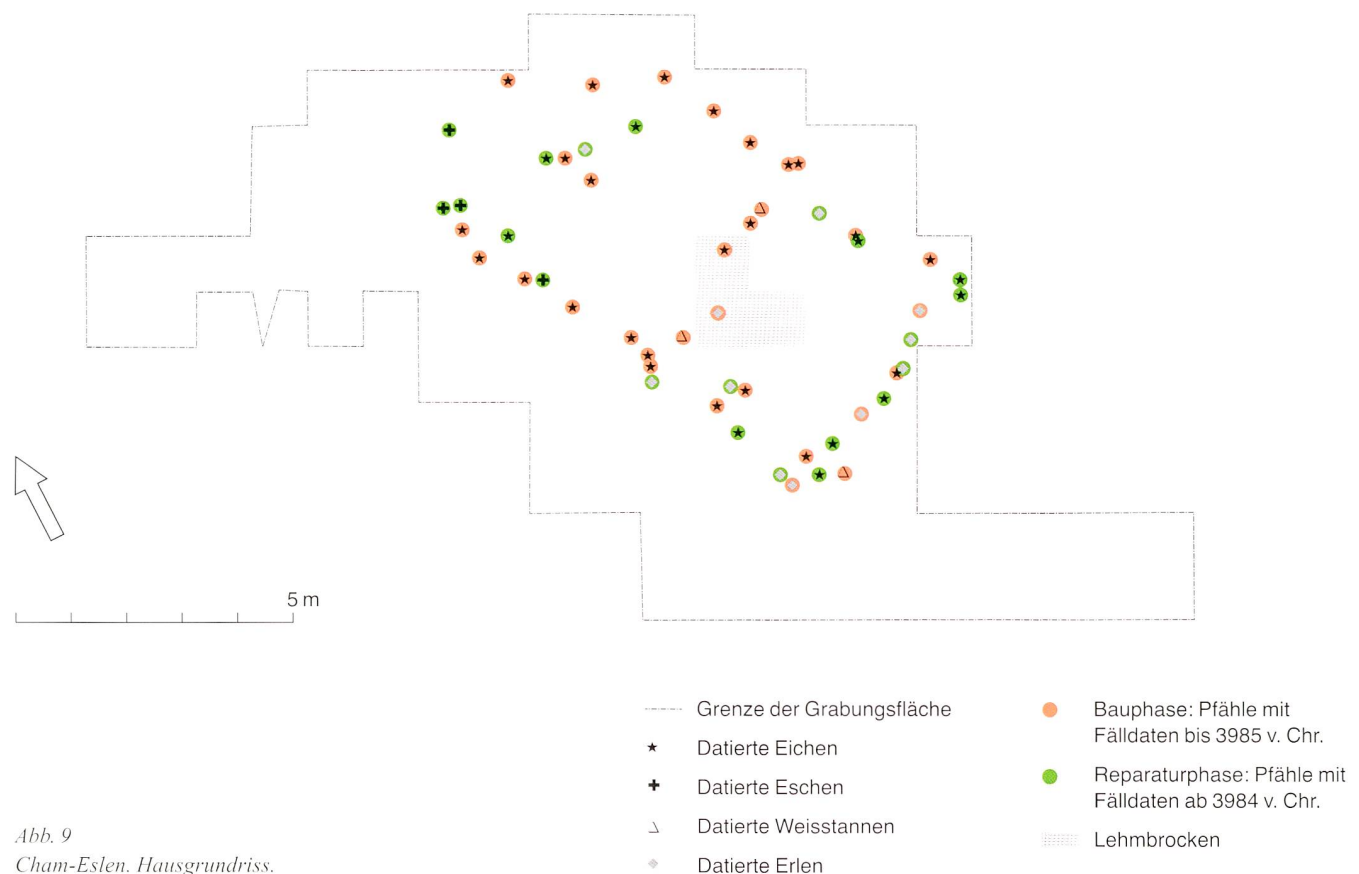 5 m
Grenze der Grabungsfläche
Datierte Eichen
Datierte Eschen
Datierte Weisstannen
Datierte Erlen
Bauphase: Pfähle mit
Fälldaten bis 3985 v. Chr.
Reparaturphase: Pfähle mit
Fälldaten ab 3984 v. Chr.
Lehmbrocken
Abb. 9
Cham-Eslen. Hausgrundriss.